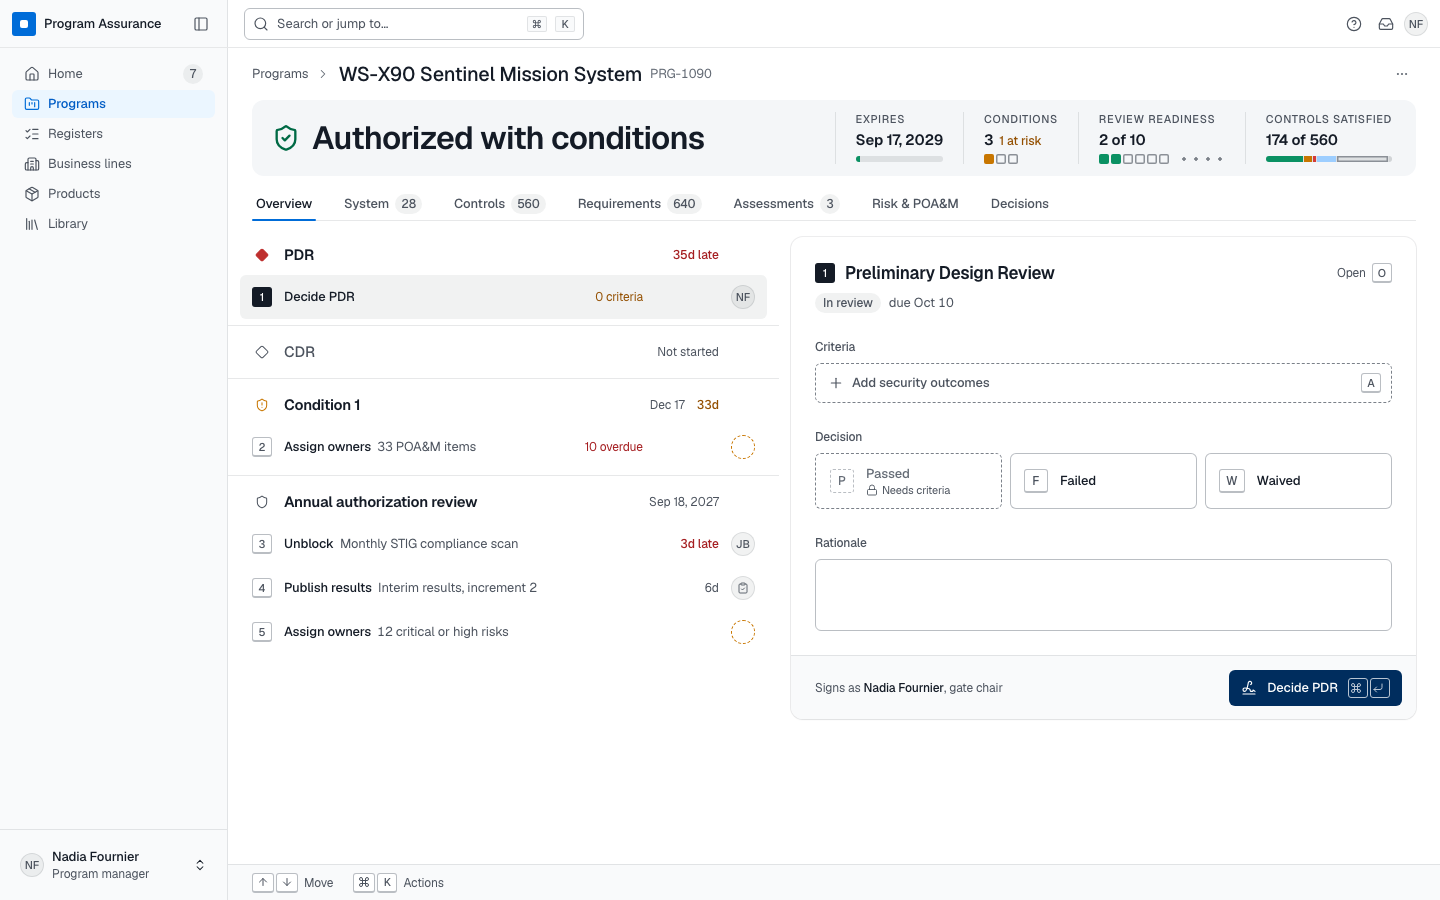 Program Assurance
Search or jump to...
⌘ K
NF
Home 7
Programs
Registers
Business lines
Products
Library
Programs > WS-X90 Sentinel Mission System PRG-1090
Authorized with conditions
EXPIRES
Sep 17, 2029
CONDITIONS
3 1 at risk
REVIEW READINESS
2 of 10
CONTROLS SATISFIED
174 of 560
Overview System 28 Controls 560 Requirements 640 Assessments 3 Risk & POA&M Decisions
PDR 35d late
1 Decide PDR 0 criteria NF
CDR Not started
Condition 1 Dec 17 33d
2 Assign owners 33 POA&M items 10 overdue
Annual authorization review Sep 18, 2027
3 Unblock Monthly STIG compliance scan 3d late JB
4 Publish results Interim results, increment 2 6d
5 Assign owners 12 critical or high risks
1 Preliminary Design Review Open O
In review due Oct 10
Criteria
+ Add security outcomes A
Decision
P Passed
Needs criteria
F Failed
W Waived
Rationale
Signs as Nadia Fournier, gate chair
Decide PDR ⌘ ↵
NF Nadia Fournier
Program manager
↑ ↓ Move ⌘ K Actions